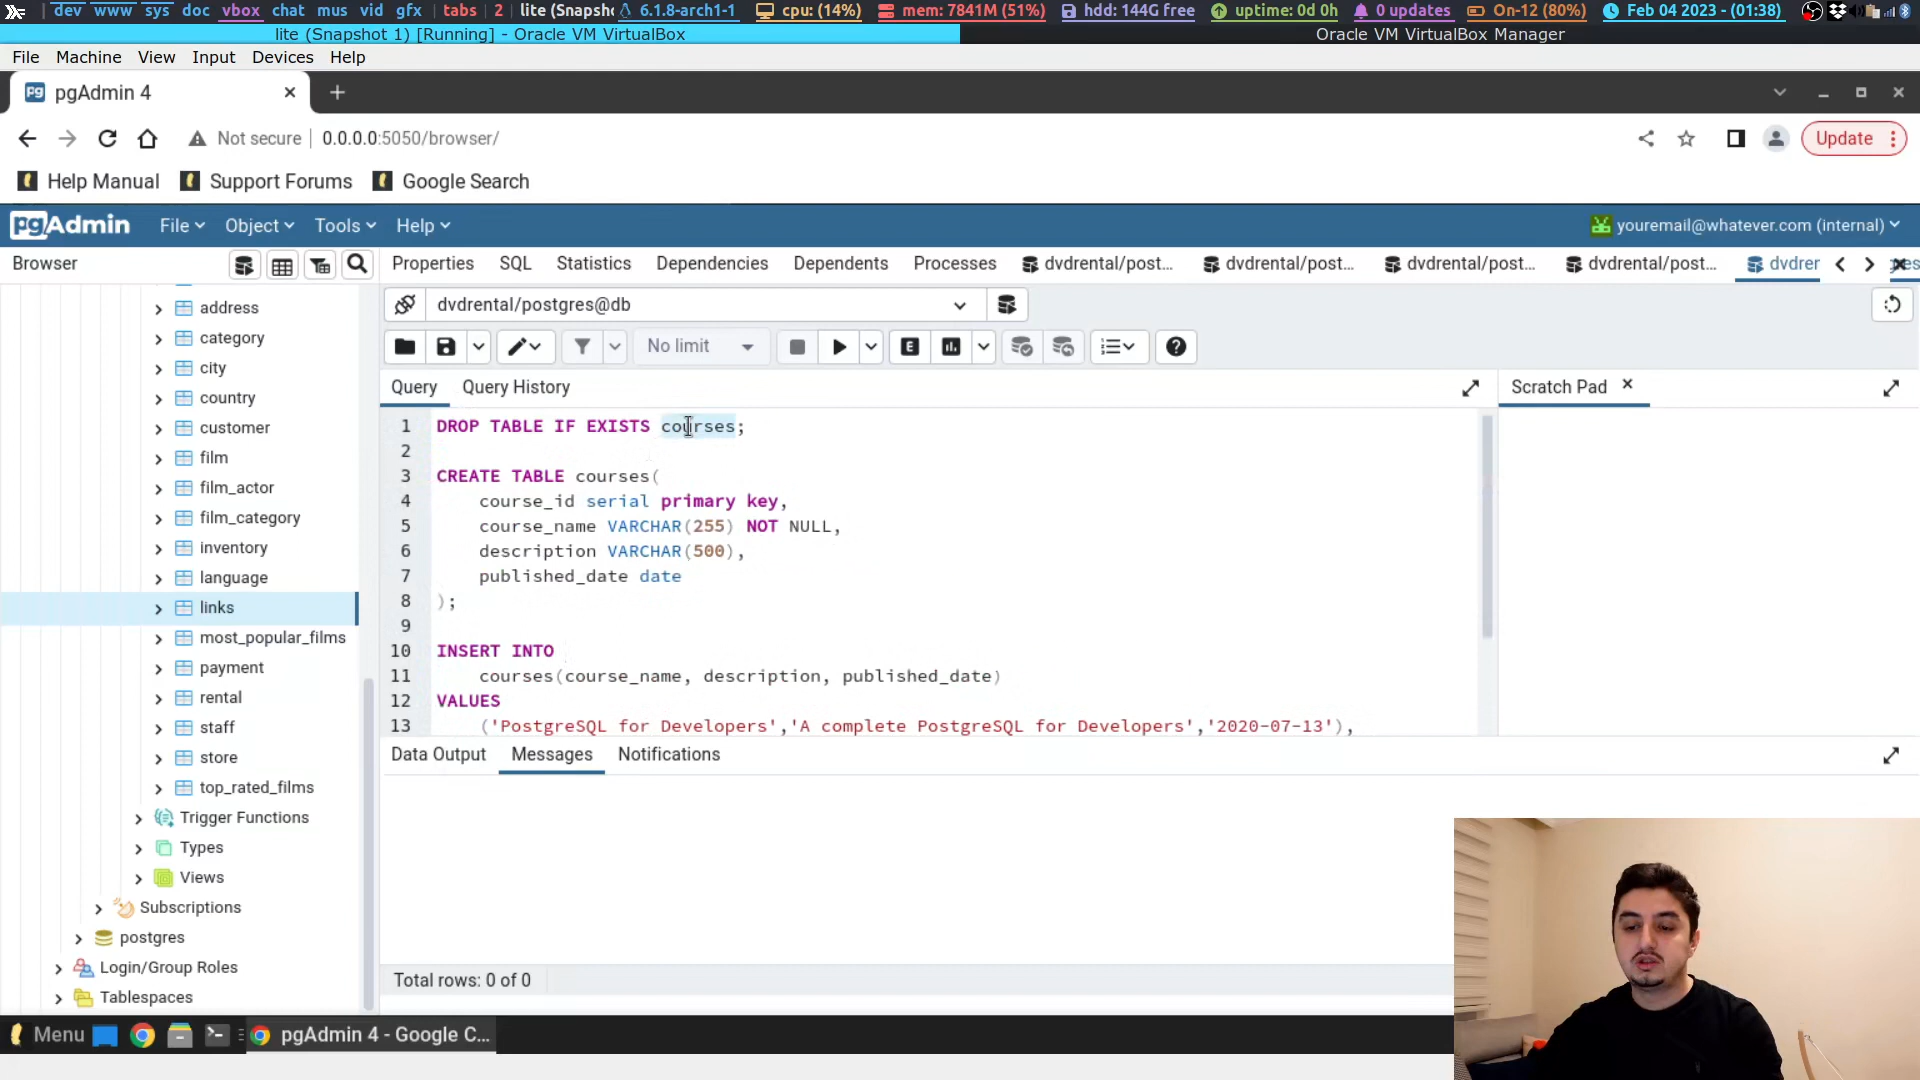 dev www sys doc vbox chat mus vid gfx | tabs | 2 | lite (Snapsh 6.1.8-arch1-1 cpu: (14%) mem: 7841M (51%) hdd: 144G free uptime: 0d 0h 0 updates On-12 (80%) Feb 04 2023 - (01:38)
lite (Snapshot 1) [Running] - Oracle VM VirtualBox Oracle VM VirtualBox Manager
File Machine View Input Devices Help
pgAdmin 4
Not secure | 0.0.0.0:5050/browser/ Update
Help Manual Support Forums Google Search
pgAdmin File Object Tools Help youremail@whatever.com (internal)
Browser Properties SQL Statistics Dependencies Dependents Processes dvdrental/post... dvdrental/post... dvdrental/post... dvdrental/post... dvdrer
dvdrental/postgres@db
No limit
Query Query History Scratch Pad
address
category
city
country
customer
film
film_actor
film_category
inventory
language
links
most_popular_films
payment
rental
staff
store
top_rated_films
Trigger Functions
Types
Views
Subscriptions
postgres
Login/Group Roles
Tablespaces
1 DROP TABLE IF EXISTS courses;
2
3 CREATE TABLE courses(
4 course_id serial primary key,
5 course_name VARCHAR(255) NOT NULL,
6 description VARCHAR(500),
7 published_date date
8 );
9
10 INSERT INTO
11 courses(course_name, description, published_date)
12 VALUES
13 ('PostgreSQL for Developers','A complete PostgreSQL for Developers','2020-07-13'),
Data Output Messages Notifications
Total rows: 0 of 0
Menu pgAdmin 4 - Google C...